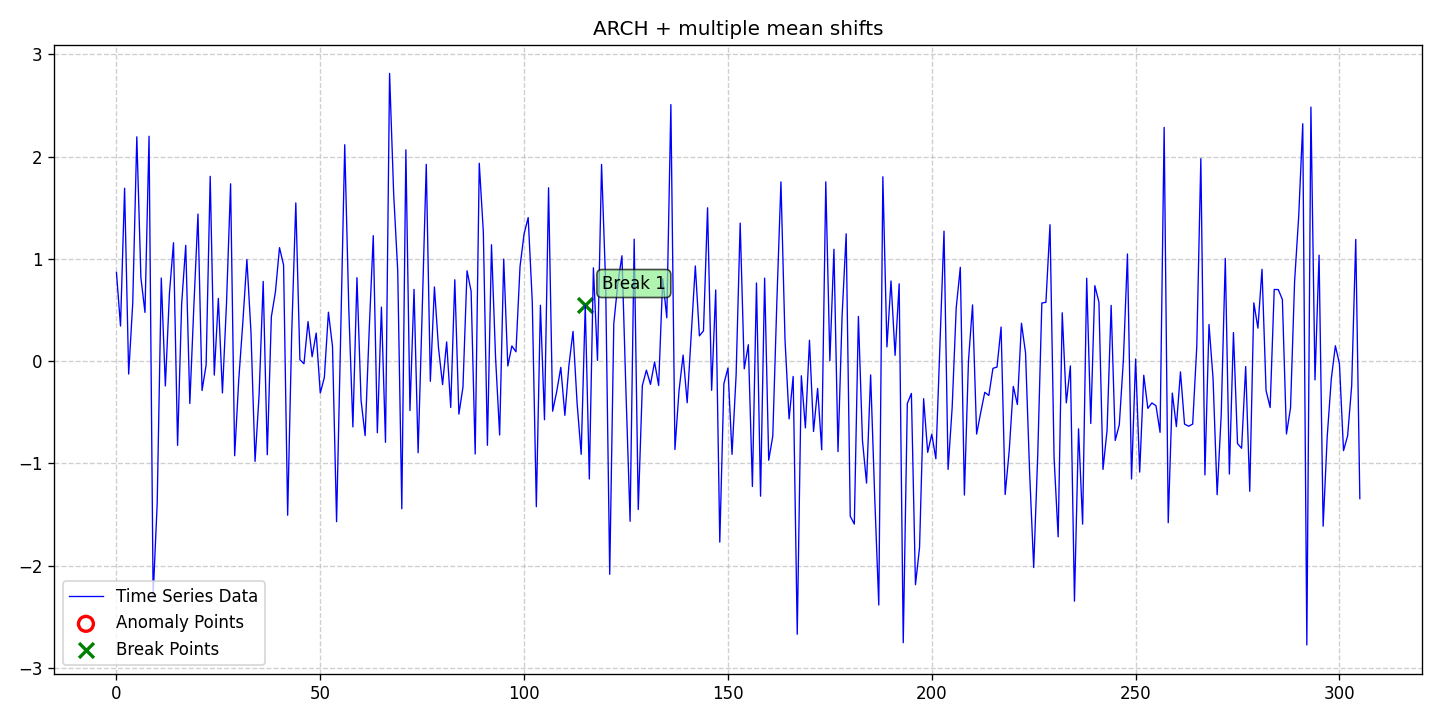 ARCH + multiple mean shifts
3
2
1
0
−1
−2
−3
Break 1
Time Series Data
Anomaly Points
Break Points
0 50 100 150 200 250 300